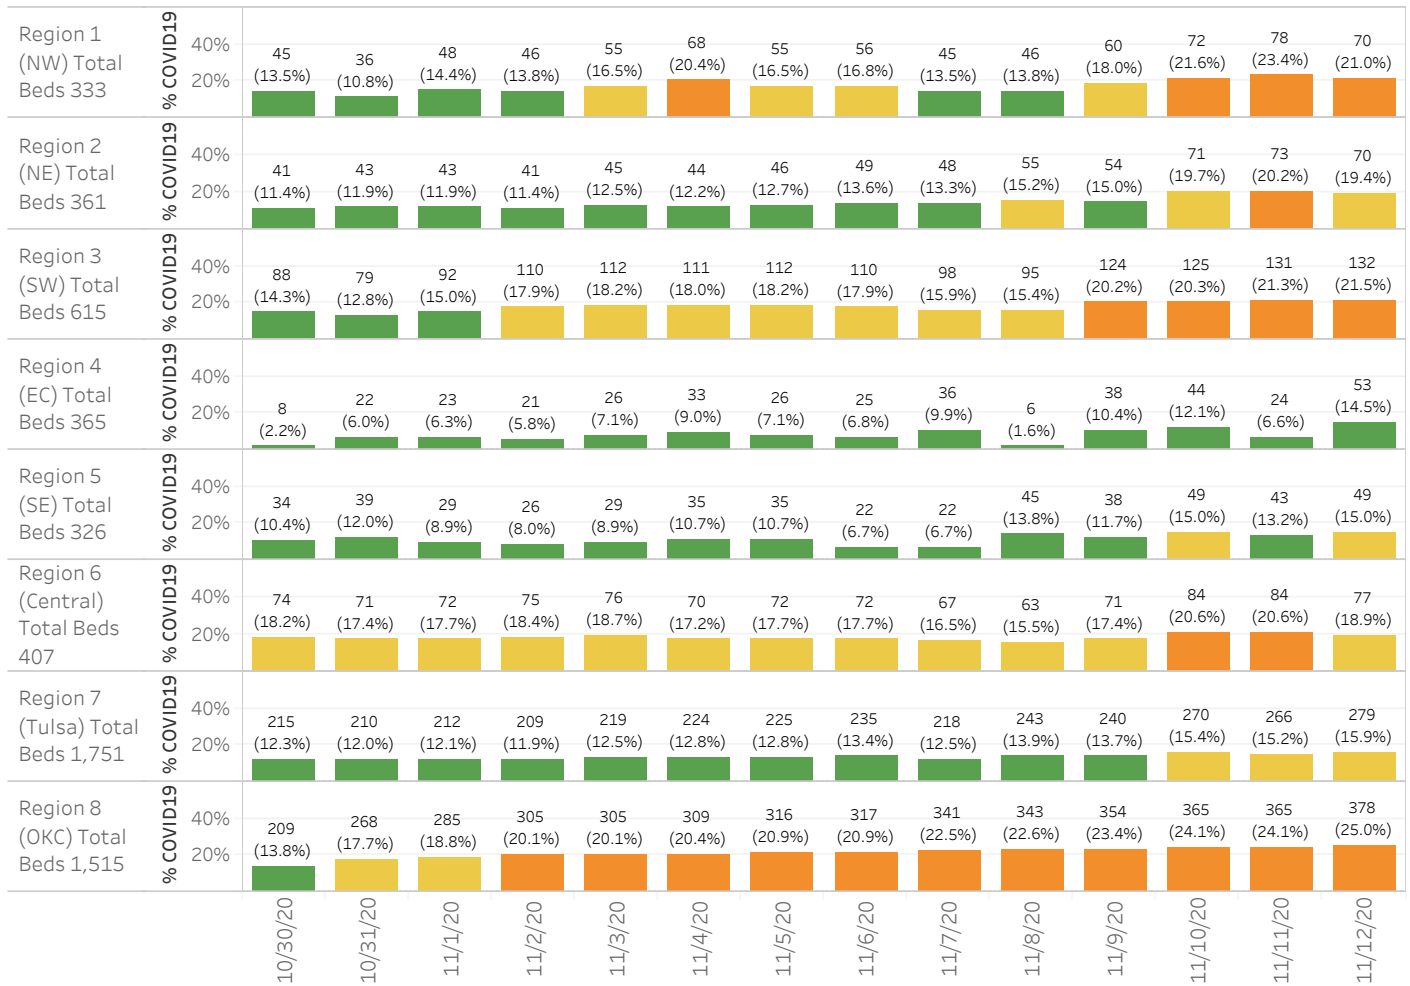 Region 1
(NW) Total
Beds 333
% COVID19
40%
20%
45 36 48 46 55 68 55 56 45 46 60 72 78 70
(13.5%) (10.8%) (14.4%) (13.8%) (16.5%) (20.4%) (16.5%) (16.8%) (13.5%) (13.8%) (18.0%) (21.6%) (23.4%) (21.0%)
Region 2
(NE) Total
Beds 361
% COVID19
40%
20%
41 43 43 41 45 44 46 49 48 55 54 71 73 70
(11.4%) (11.9%) (11.9%) (11.4%) (12.5%) (12.2%) (12.7%) (13.6%) (13.3%) (15.2%) (15.0%) (19.7%) (20.2%) (19.4%)
Region 3
(SW) Total
Beds 615
% COVID19
40%
20%
88 79 92 110 112 111 112 110 98 95 124 125 131 132
(14.3%) (12.8%) (15.0%) (17.9%) (18.2%) (18.0%) (18.2%) (17.9%) (15.9%) (15.4%) (20.2%) (20.3%) (21.3%) (21.5%)
Region 4
(EC) Total
Beds 365
% COVID19
40%
20%
8 22 23 21 26 33 26 25 36 6 38 44 24 53
(2.2%) (6.0%) (6.3%) (5.8%) (7.1%) (9.0%) (7.1%) (6.8%) (9.9%) (1.6%) (10.4%) (12.1%) (6.6%) (14.5%)
Region 5
(SE) Total
Beds 326
% COVID19
40%
20%
34 39 29 26 29 35 35 22 22 45 38 49 43 49
(10.4%) (12.0%) (8.9%) (8.0%) (8.9%) (10.7%) (10.7%) (6.7%) (6.7%) (13.8%) (11.7%) (15.0%) (13.2%) (15.0%)
Region 6
(Central)
Total Beds
407
% COVID19
40%
20%
74 71 72 75 76 70 72 72 67 63 71 84 84 77
(18.2%) (17.4%) (17.7%) (18.4%) (18.7%) (17.2%) (17.7%) (17.7%) (16.5%) (15.5%) (17.4%) (20.6%) (20.6%) (18.9%)
Region 7
(Tulsa) Total
Beds 1,751
% COVID19
40%
20%
215 210 212 209 219 224 225 235 218 243 240 270 266 279
(12.3%) (12.0%) (12.1%) (11.9%) (12.5%) (12.8%) (12.8%) (13.4%) (12.5%) (13.9%) (13.7%) (15.4%) (15.2%) (15.9%)
Region 8
(OKC) Total
Beds 1,515
% COVID19
40%
20%
209 268 285 305 305 309 316 317 341 343 354 365 365 378
(13.8%) (17.7%) (18.8%) (20.1%) (20.1%) (20.4%) (20.9%) (20.9%) (22.5%) (22.6%) (23.4%) (24.1%) (24.1%) (25.0%)
10/30/20 10/31/20 11/1/20 11/2/20 11/3/20 11/4/20 11/5/20 11/6/20 11/7/20 11/8/20 11/9/20 11/10/20 11/11/20 11/12/20